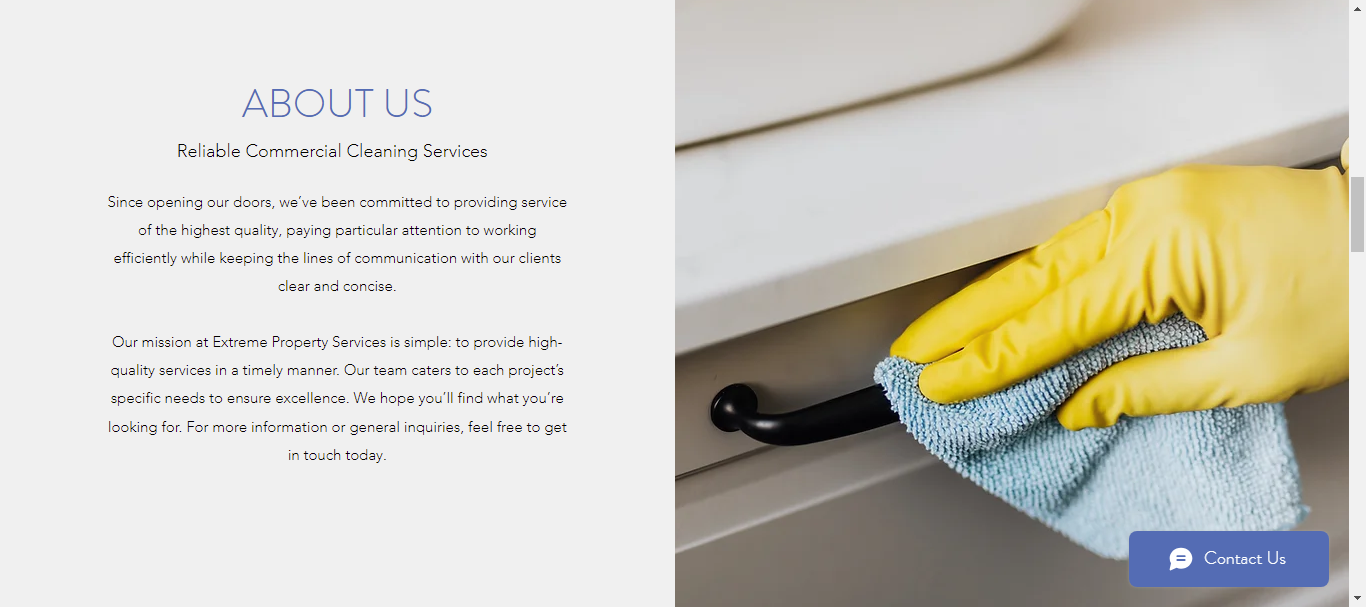 ABOUT US
Reliable Commercial Cleaning Services
Since opening our doors, we’ve been committed to providing service
of the highest quality, paying particular attention to working
efficiently while keeping the lines of communication with our clients
clear and concise.
Our mission at Extreme Property Services is simple: to provide high-
quality services in a timely manner. Our team caters to each project’s
specific needs to ensure excellence. We hope you’ll find what you’re
looking for. For more information or general inquiries, feel free to get
in touch today.
Contact Us